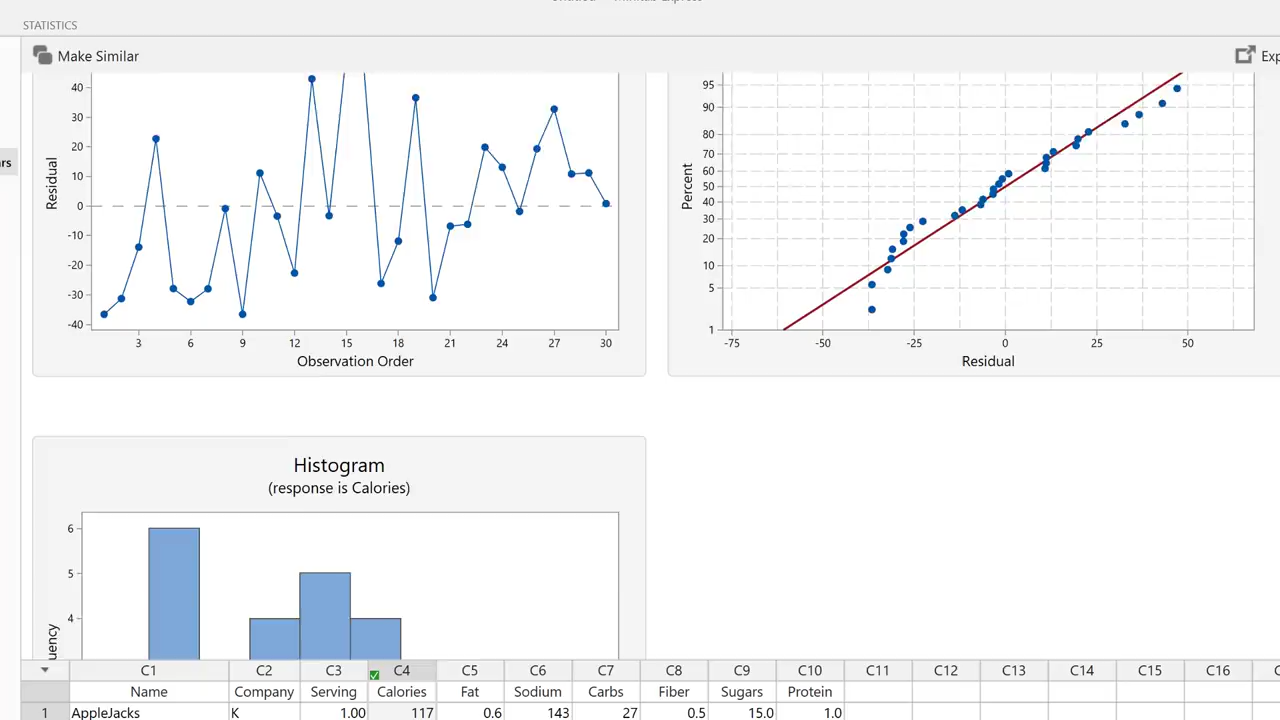 STATISTICS
Make Similar
40
30
20
10
0
-10
-20
-30
-40
Residual
3 6 9 12 15 18 21 24 27 30
Observation Order
95
90
80
70
60
50
40
30
20
10
5
1
Percent
-75 -50 -25 0 25 50
Residual
Histogram
(response is Calories)
6
5
4
C1 C2 C3 C4 C5 C6 C7 C8 C9 C10 C11 C12 C13 C14 C15 C16
Name Company Serving Calories Fat Sodium Carbs Fiber Sugars Protein
1 AppleJacks K 1.00 117 0.6 143 27 0.5 15.0 1.0